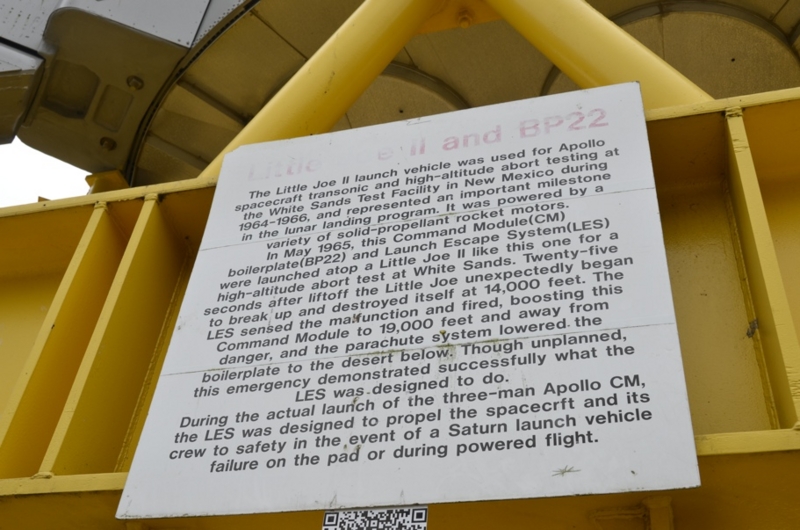 Little Joe II and BP22
The Little Joe II launch vehicle was used for Apollo
spacecraft transonic and high-altitude abort testing at
the White Sands Test Facility in New Mexico during
1964-1966, and represented an important milestone
in the lunar landing program. It was powered by a
variety of solid-propellant rocket motors.
In May 1965, this Command Module(CM)
boilerplate(BP22) and Launch Escape System(LES)
were launched atop a Little Joe II like this one for a
high-altitude abort test at White Sands. Twenty-five
seconds after liftoff the Little Joe unexpectedly began
to break up and destroyed itself at 14,000 feet. The
LES sensed the malfunction and fired, boosting this
Command Module to 19,000 feet and away from
danger, and the parachute system lowered the
boilerplate to the desert below. Though unplanned,
this emergency demonstrated successfully what the
LES was designed to do.
During the actual launch of the three-man Apollo CM,
the LES was designed to propel the spacecrft and its
crew to safety in the event of a Saturn launch vehicle
failure on the pad or during powered flight.